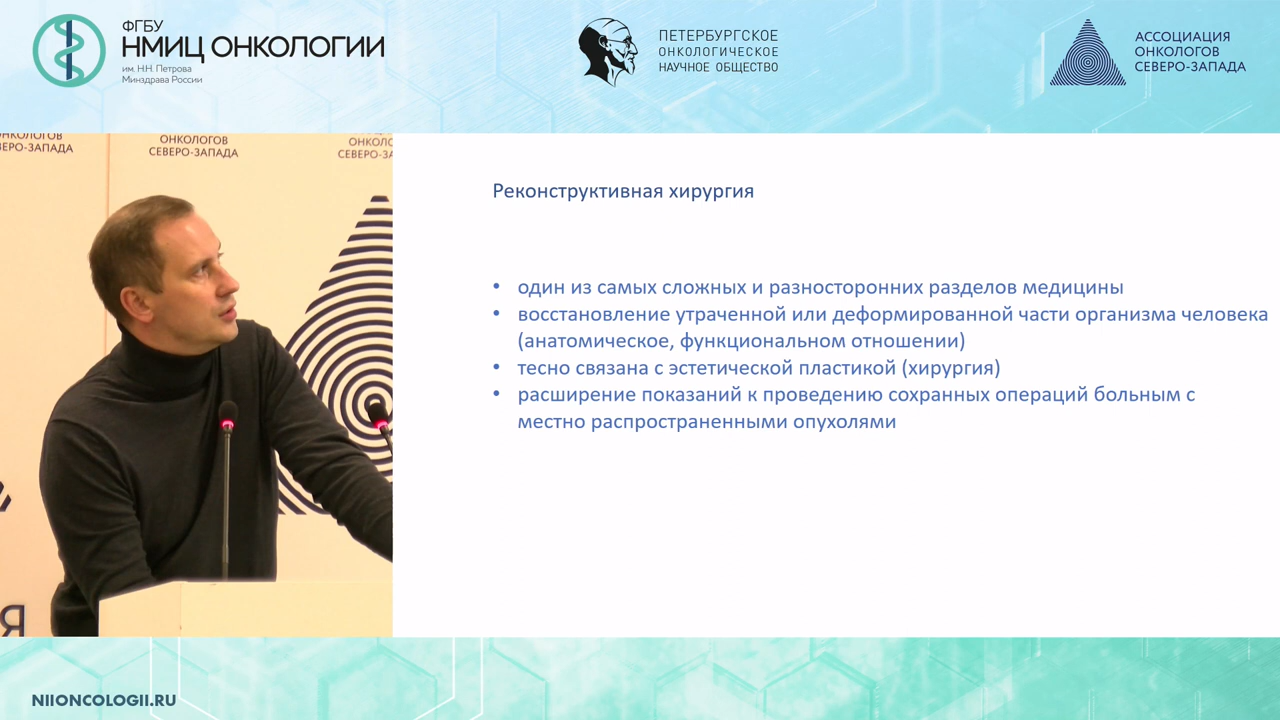 ФГБУ
НМИЦ ОНКОЛОГИИ
им. Н.Н. Петрова
Минздрава России
ПЕТЕРБУРГСКОЕ
ОНКОЛОГИЧЕСКОЕ
НАУЧНОЕ ОБЩЕСТВО
АССОЦИАЦИЯ
ОНКОЛОГОВ
СЕВЕРО-ЗАПАДА
ОНКОЛОГОВ
СЕВЕРО-ЗАПАДА
Реконструктивная хирургия
• один из самых сложных и разносторонних разделов медицины
• восстановление утраченной или деформированной части организма человека
(анатомическое, функциональном отношении)
• тесно связана с эстетической пластикой (хирургия)
• расширение показаний к проведению сохранных операций больным с
местно распространенными опухолями
NIIONCOLOGII.RU